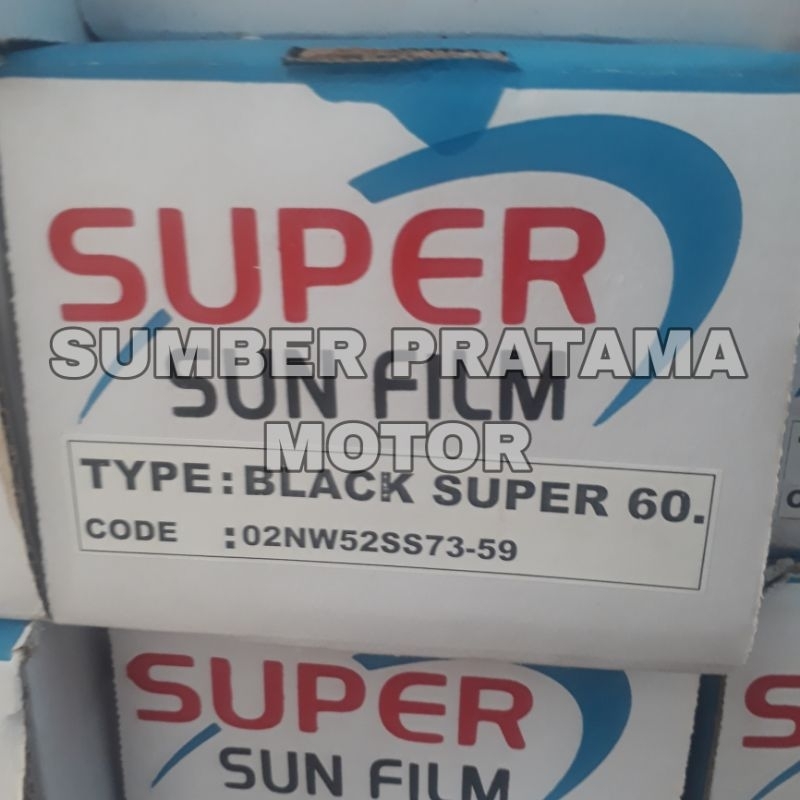 SUPER
SUN FILM
SUMBER PRATAMA
MOTOR
TYPE : BLACK SUPER 60.
CODE : 02NW52SS73-59
SUPER
SUN FILM
S